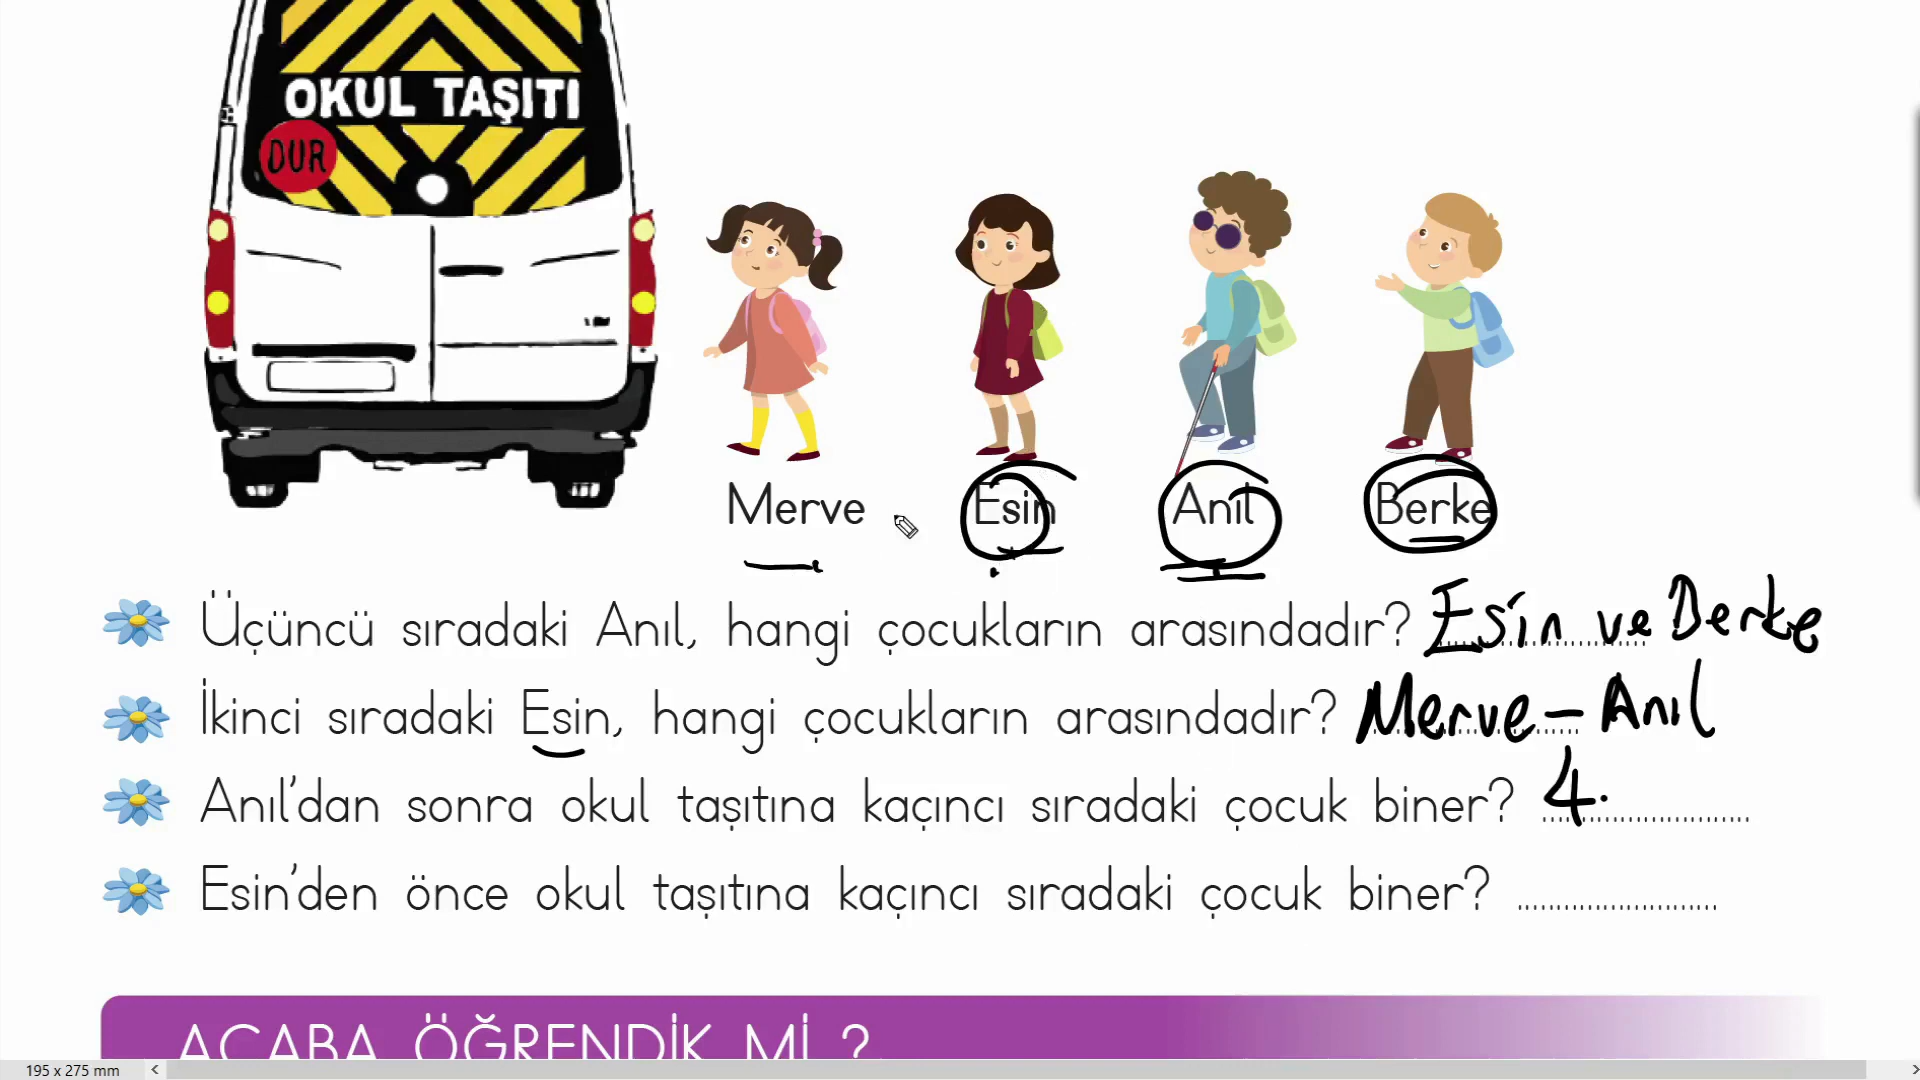 OKUL TAŞITI
DUR
Merve Esin Anıl Berke
Üçüncü sıradaki Anıl, hangi çocukların arasındadır? Esin ve Berke
İkinci sıradaki Esin, hangi çocukların arasındadır? Merve – Anıl
Anıl'dan sonra okul taşıtına kaçıncı sıradaki çocuk biner? 4.
Esin'den önce okul taşıtına kaçıncı sıradaki çocuk biner? ........................
ACABA ÖĞRENDİK Mİ ?
195 x 275 mm